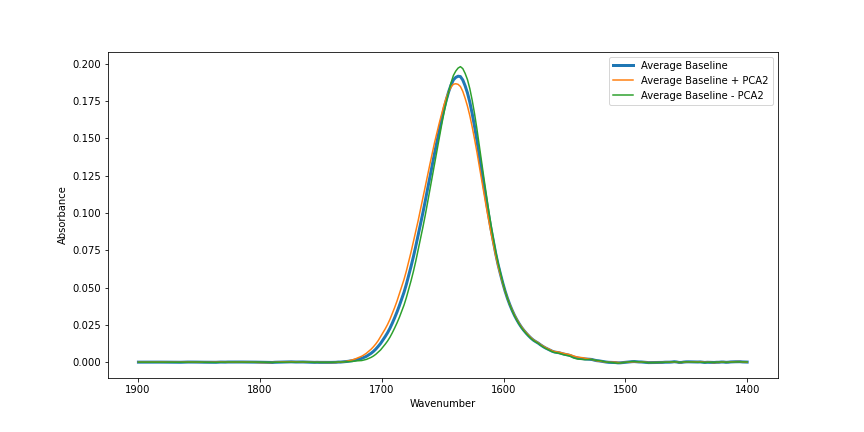 Average Baseline
Average Baseline + PCA2
Average Baseline - PCA2
0.200
0.175
0.150
0.125
0.100
0.075
0.050
0.025
0.000
Absorbance
1900 1800 1700 1600 1500 1400
Wavenumber